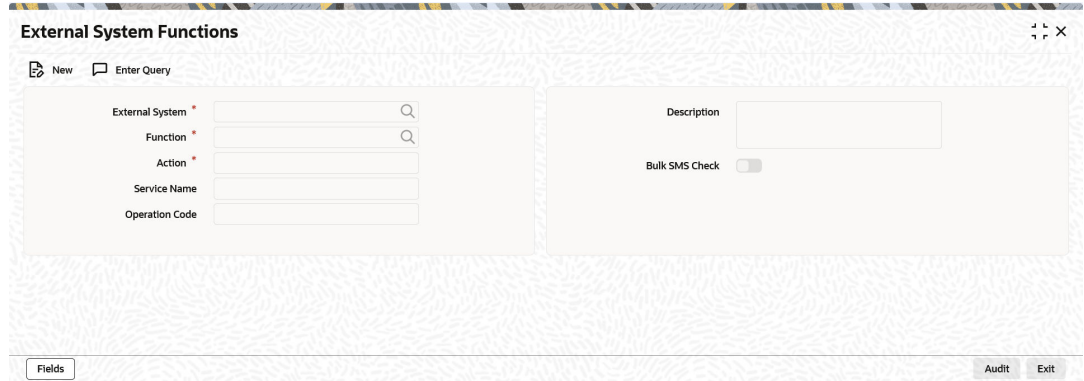 External System Functions
New Enter Query
External System *
Function *
Action *
Service Name
Operation Code
Description
Bulk SMS Check
Fields
Audit Exit